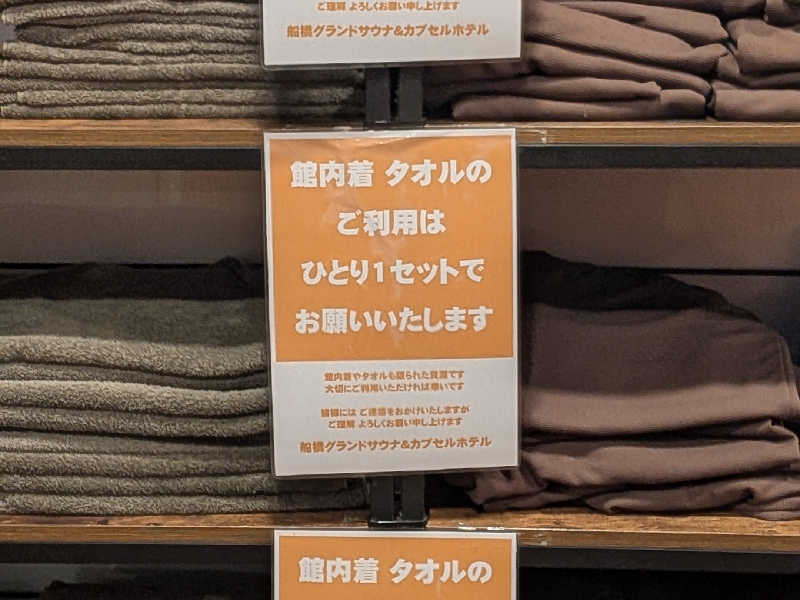 ご理解 よろしくお願い申し上げます
船橋グランドサウナ&カプセルホテル
館内着 タオルの
ご利用は
ひとり1セットで
お願いいたします
館内着やタオルも限られた資源です
大切にご利用いただければ幸いです
皆様には ご迷惑をおかけいたしますが
ご理解 よろしくお願い申し上げます
船橋グランドサウナ&カプセルホテル
館内着 タオルの